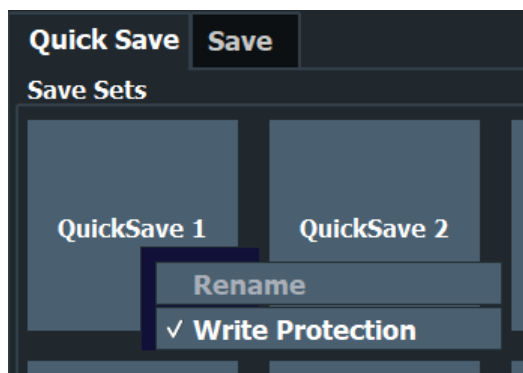 Quick Save Save
Save Sets
QuickSave 1 QuickSave 2
Rename
✓ Write Protection